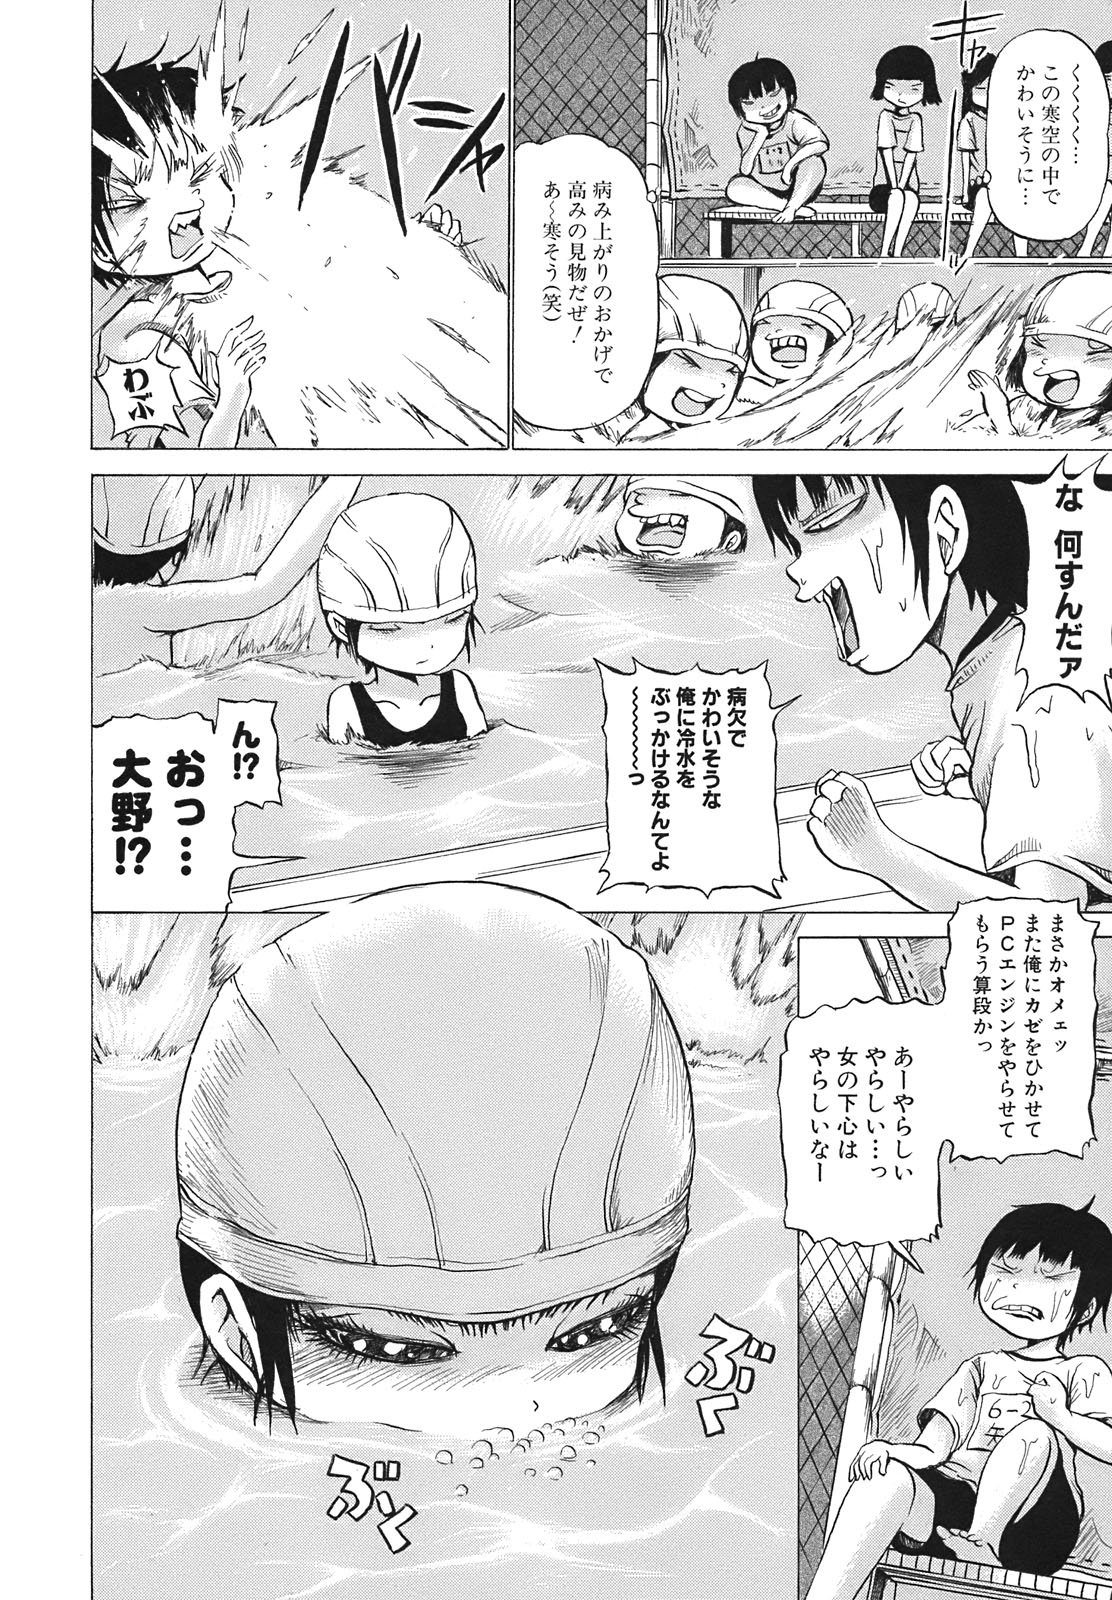 くくくく…
この寒空の中で
かわいそうに…
キャ
キャ
病み上がりのおかげで
高みの見物だぜ!
あ〜寒そう(笑)
バシャ
わぶ
な 何すんだァ
病欠で
かわいそうな
俺に冷水を
ぶっかけるなんてよ
〜〜〜〜〜〜っ
ん!?
おっ…
大野!?
まさかオメェッ
また俺にカゼをひかせて
PCエンジンをやらせて
もらう算段かっ
あーやらしい
やらしい…っ
女の下心は
やらしいなー
6-2
矢
ぶく
ぶく